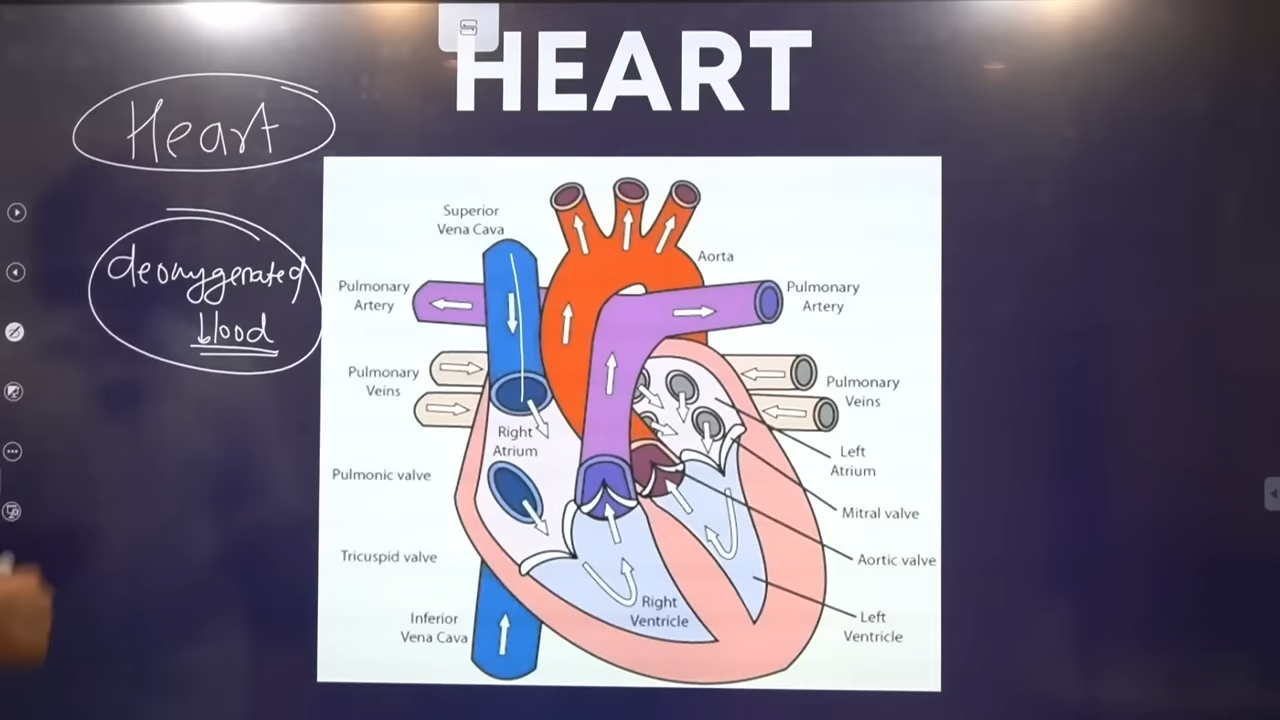 HEART
Heart
deoxygenated
blood
Superior
Vena Cava
Aorta
Pulmonary
Artery
Pulmonary
Artery
Pulmonary
Veins
Pulmonary
Veins
Right
Atrium
Left
Atrium
Pulmonic valve
Mitral valve
Tricuspid valve
Aortic valve
Inferior
Vena Cava
Right
Ventricle
Left
Ventricle